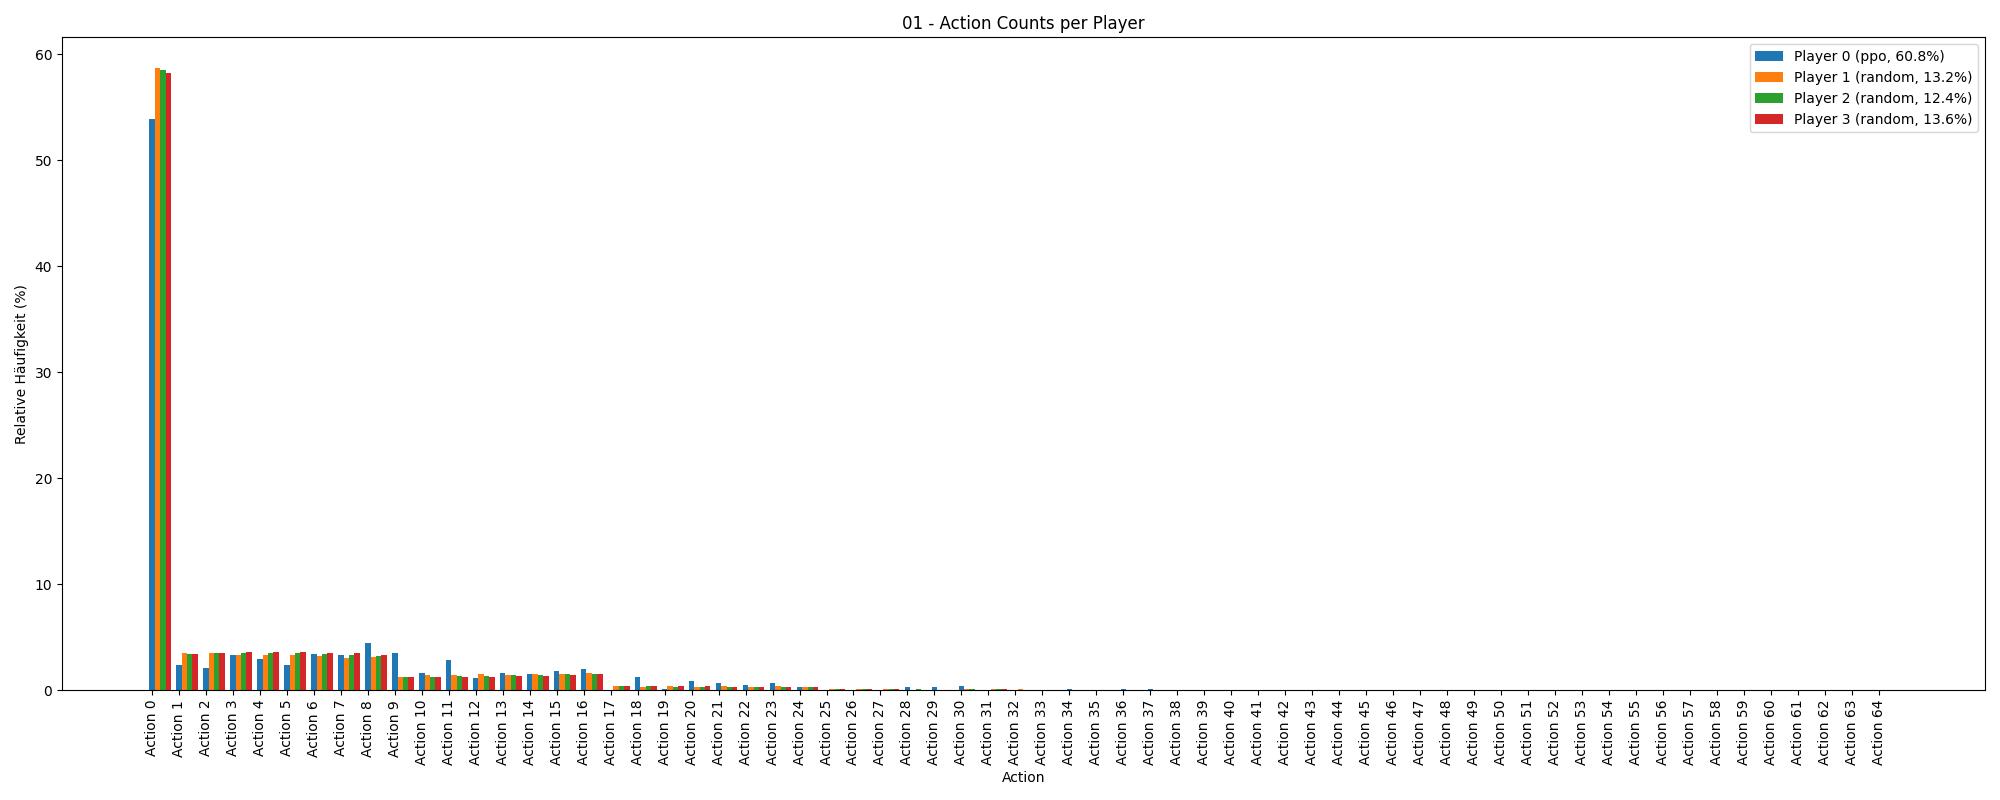 01 - Action Counts per Player
Relative Häufigkeit (%)
60
50
40
30
20
10
0
Player 0 (ppo, 60.8%)
Player 1 (random, 13.2%)
Player 2 (random, 12.4%)
Player 3 (random, 13.6%)
Action 0
Action 1
Action 2
Action 3
Action 4
Action 5
Action 6
Action 7
Action 8
Action 9
Action 10
Action 11
Action 12
Action 13
Action 14
Action 15
Action 16
Action 17
Action 18
Action 19
Action 20
Action 21
Action 22
Action 23
Action 24
Action 25
Action 26
Action 27
Action 28
Action 29
Action 30
Action 31
Action 32
Action 33
Action 34
Action 35
Action 36
Action 37
Action 38
Action 39
Action 40
Action 41
Action 42
Action 43
Action 44
Action 45
Action 46
Action 47
Action 48
Action 49
Action 50
Action 51
Action 52
Action 53
Action 54
Action 55
Action 56
Action 57
Action 58
Action 59
Action 60
Action 61
Action 62
Action 63
Action 64
Action